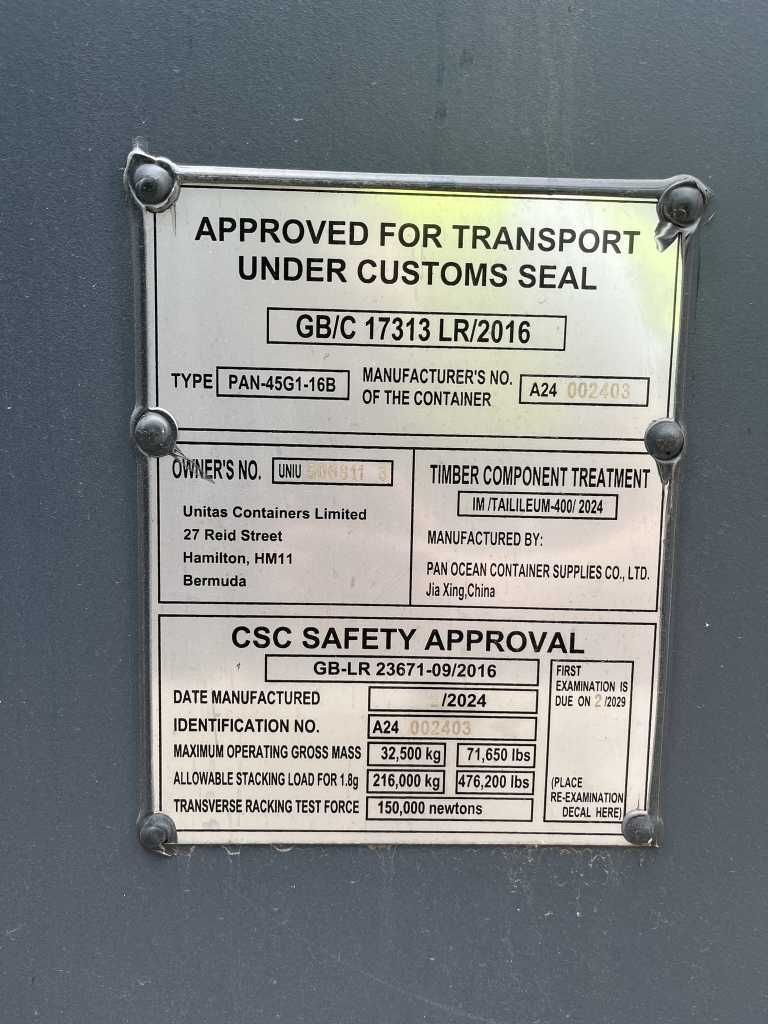 APPROVED FOR TRANSPORT
UNDER CUSTOMS SEAL
GB/C 17313 LR/2016
TYPE PAN-45G1-16B
MANUFACTURER'S NO.
OF THE CONTAINER
A24 002403
OWNER'S NO. UNIU
Unitas Containers Limited
27 Reid Street
Hamilton, HM11
Bermuda
TIMBER COMPONENT TREATMENT
IM /TAILILEUM-400/ 2024
MANUFACTURED BY:
PAN OCEAN CONTAINER SUPPLIES CO., LTD.
Jia Xing,China
CSC SAFETY APPROVAL
GB-LR 23671-09/2016
DATE MANUFACTURED /2024
IDENTIFICATION NO. A24 002403
MAXIMUM OPERATING GROSS MASS 32,500 kg 71,650 lbs
ALLOWABLE STACKING LOAD FOR 1.8g 216,000 kg 476,200 lbs
TRANSVERSE RACKING TEST FORCE 150,000 newtons
FIRST
EXAMINATION IS
DUE ON 2 /2029
(PLACE
RE-EXAMINATION
DECAL HERE)